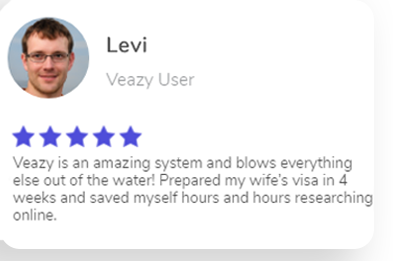 Levi
Veazy User
Veazy is an amazing system and blows everything
else out of the water! Prepared my wife's visa in 4
weeks and saved myself hours and hours researching
online.